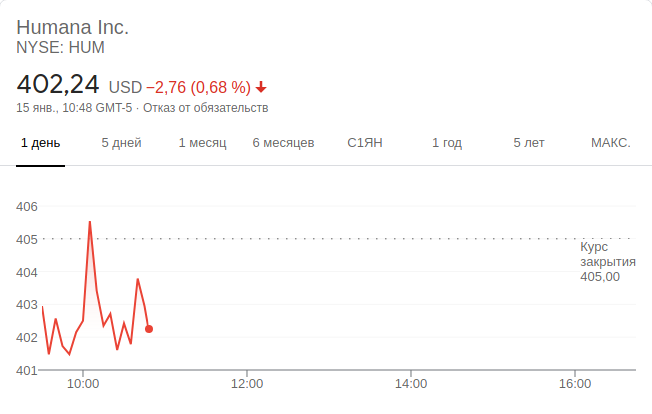 Humana Inc.
NYSE: HUM
402,24 USD −2,76 (0,68 %)
15 янв., 10:48 GMT-5 · Отказ от обязательств
1 день 5 дней 1 месяц 6 месяцев С1ЯН 1 год 5 лет МАКС.
406
405
404
403
402
401
Курс
закрытия
405,00
10:00 12:00 14:00 16:00